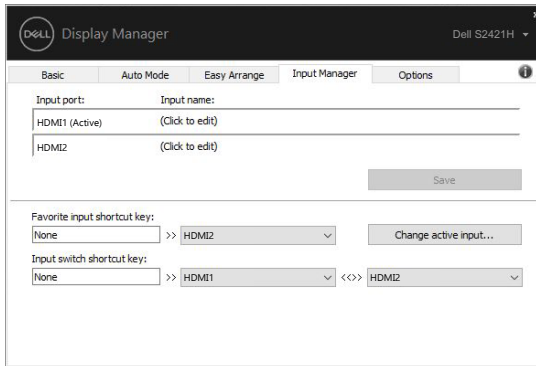 DELL Display Manager Dell S2421H
Basic Auto Mode Easy Arrange Input Manager Options
Input port: Input name:
HDMI1 (Active) (Click to edit)
HDMI2 (Click to edit)
Save
Favorite input shortcut key:
None >> HDMI2 Change active input...
Input switch shortcut key:
None >> HDMI1 <<>> HDMI2